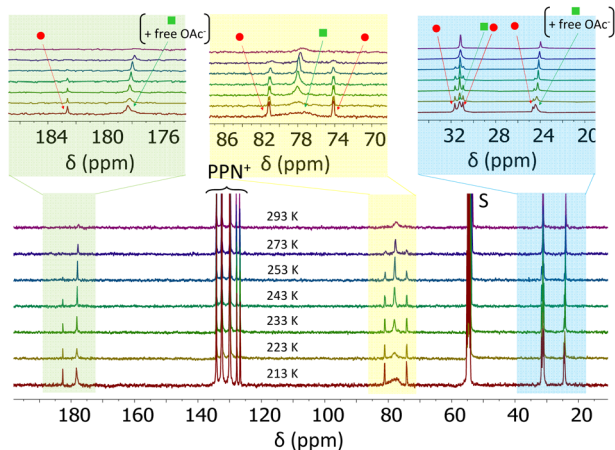 (+ free OAc⁻)
(+ free OAc⁻)
184 180 176
86 82 78 74 70
32 28 24 20
δ (ppm)
δ (ppm)
δ (ppm)
PPN⁺
S
293 K
273 K
253 K
243 K
233 K
223 K
213 K
180 160 140 120 100 80 60 40 20
δ (ppm)
δ (ppm)